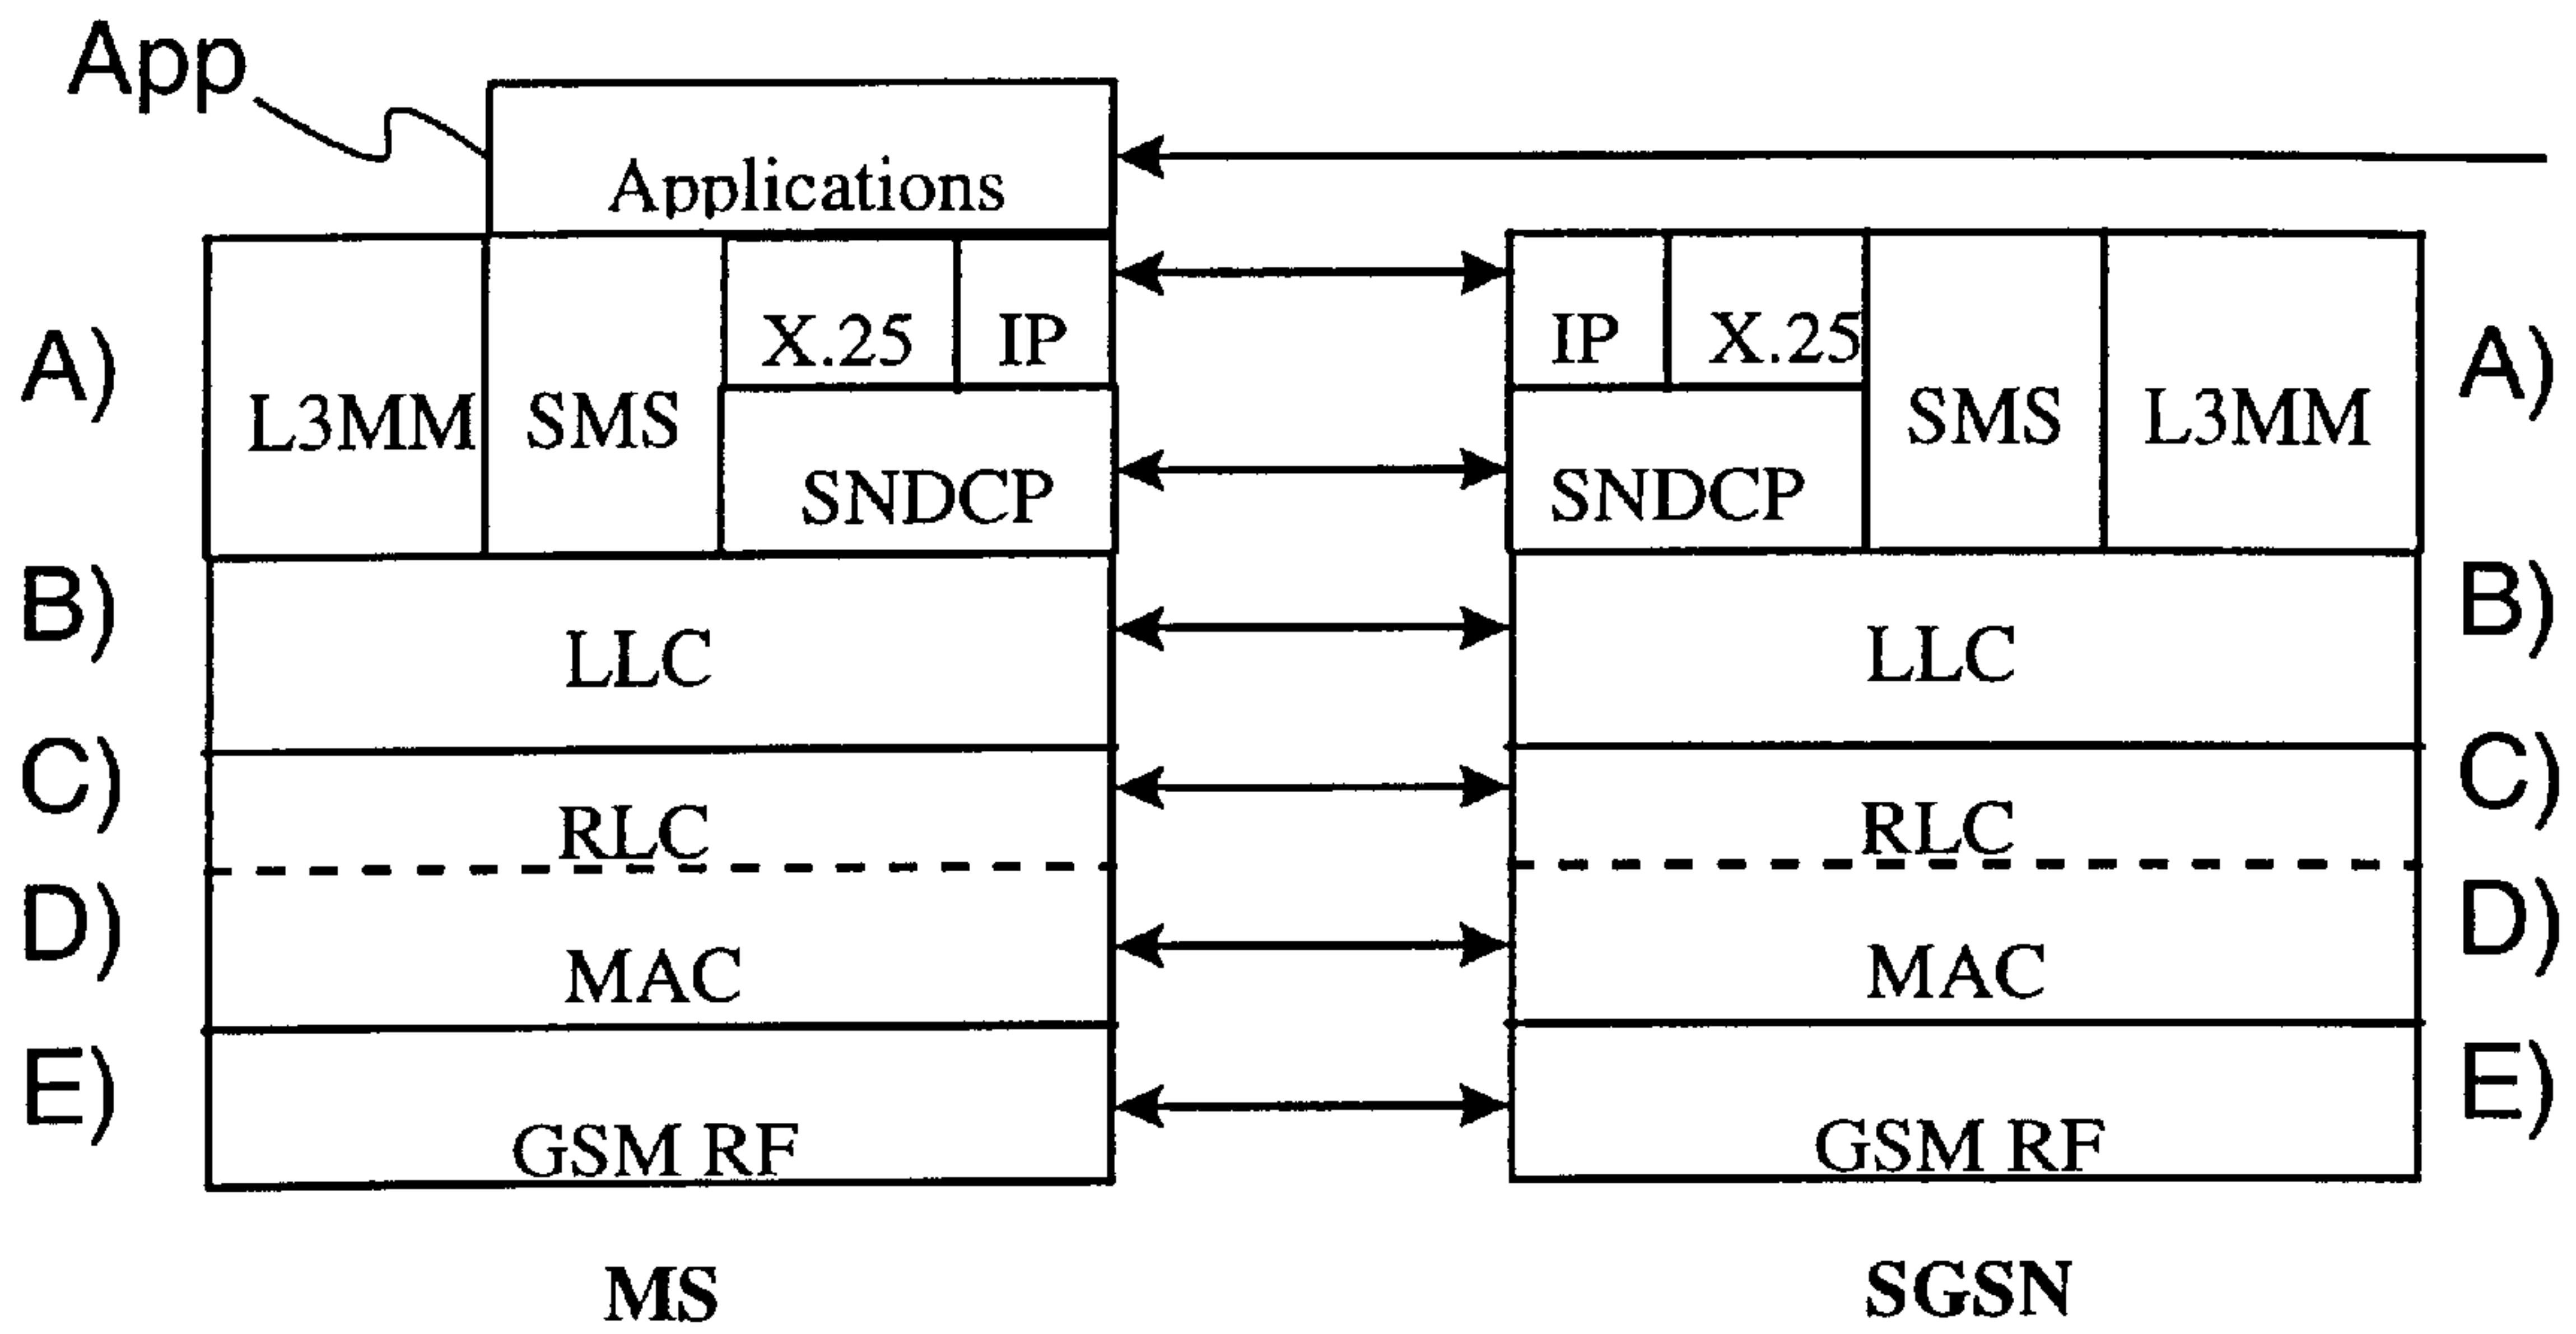 App
Applications
A) X.25 IP IP X.25 A)
L3MM SMS SMS L3MM
SNDCP SNDCP
B) LLC LLC B)
C) RLC RLC C)
D) MAC MAC D)
E) GSM RF GSM RF E)
MS SGSN